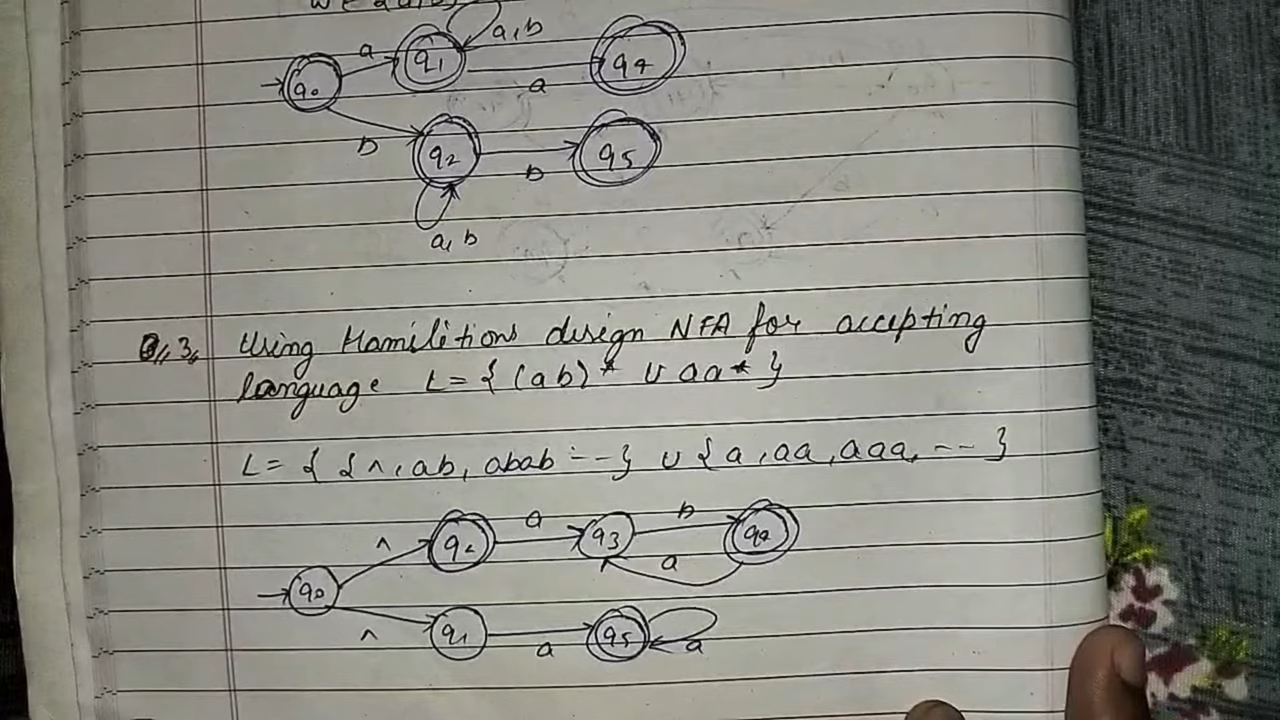 a, b
a q1 q4
q0 a
b q2 b q5
a, b
Q. 3. Using Hamilitions design NFA for accepting
language L = { (ab)* ∪ aa* }
L = { { ^, ab, abab --- } ∪ { a, aa, aaa, --- }
^ q2 a q3 b q4
a
q0
^ q1 a q5 a